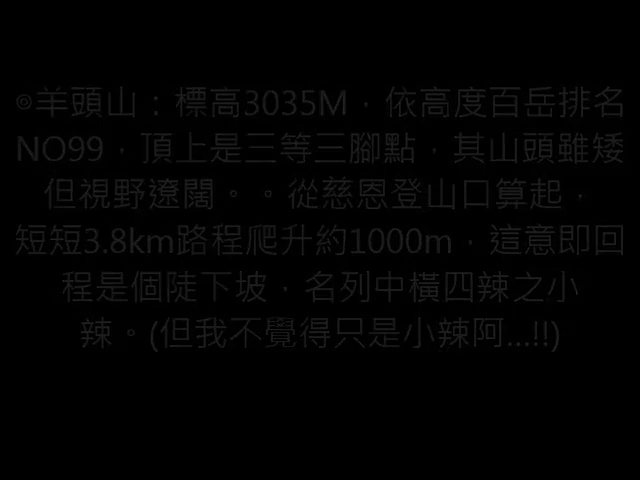 ⊙羊頭山：標高3035M，依高度百岳排名
NO99，頂上是三等三腳點，其山頭雖矮
但視野遼闊。。從慈恩登山口算起，
短短3.8km路程爬升約1000m，這意即回
程是個陡下坡，名列中橫四辣之小
辣。(但我不覺得只是小辣阿...!!)